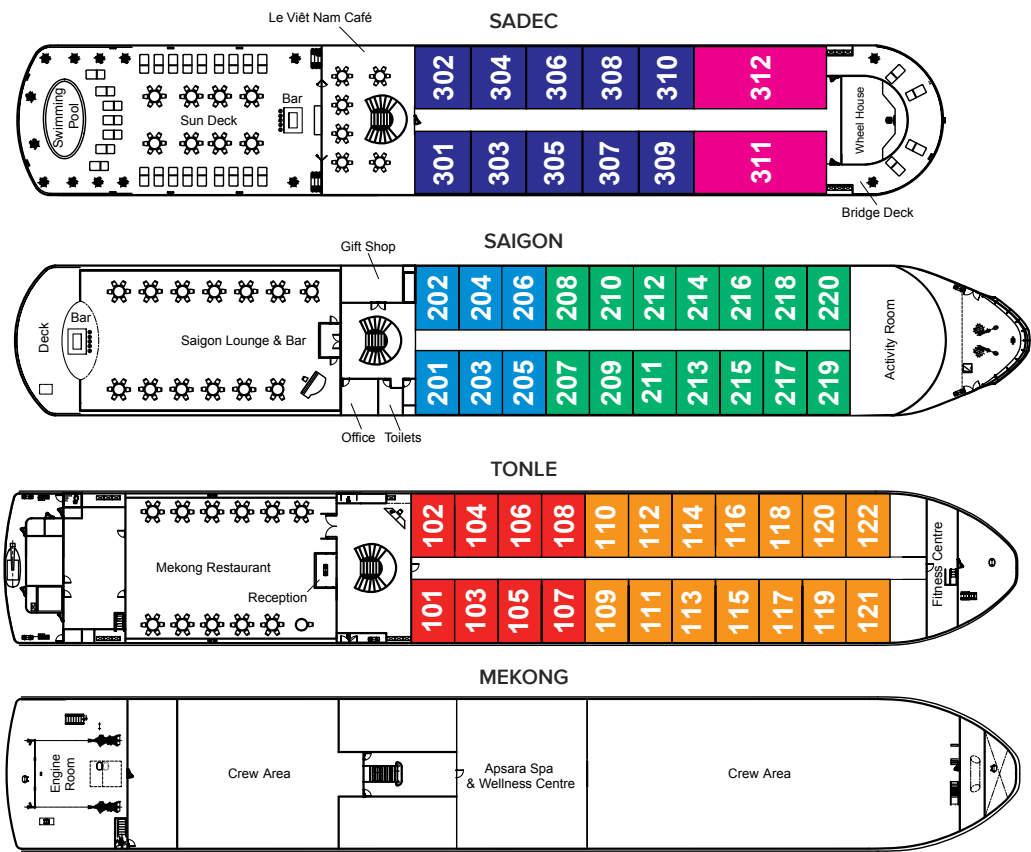 SADEC
Le Viêt Nam Café
Swimming
Pool
Sun Deck
Bar
302 304 306 308 310 312
301 303 305 307 309 311
Wheel House
Bridge Deck
SAIGON
Gift Shop
Deck
Bar
Saigon Lounge & Bar
Office
Toilets
202 204 206 208 210 212 214 216 218 220
201 203 205 207 209 211 213 215 217 219
Activity Room
TONLE
Mekong Restaurant
Reception
102 104 106 108 110 112 114 116 118 120 122
101 103 105 107 109 111 113 115 117 119 121
Fitness Centre
MEKONG
Engine
Room
Crew Area
Apsara Spa
& Wellness Centre
Crew Area